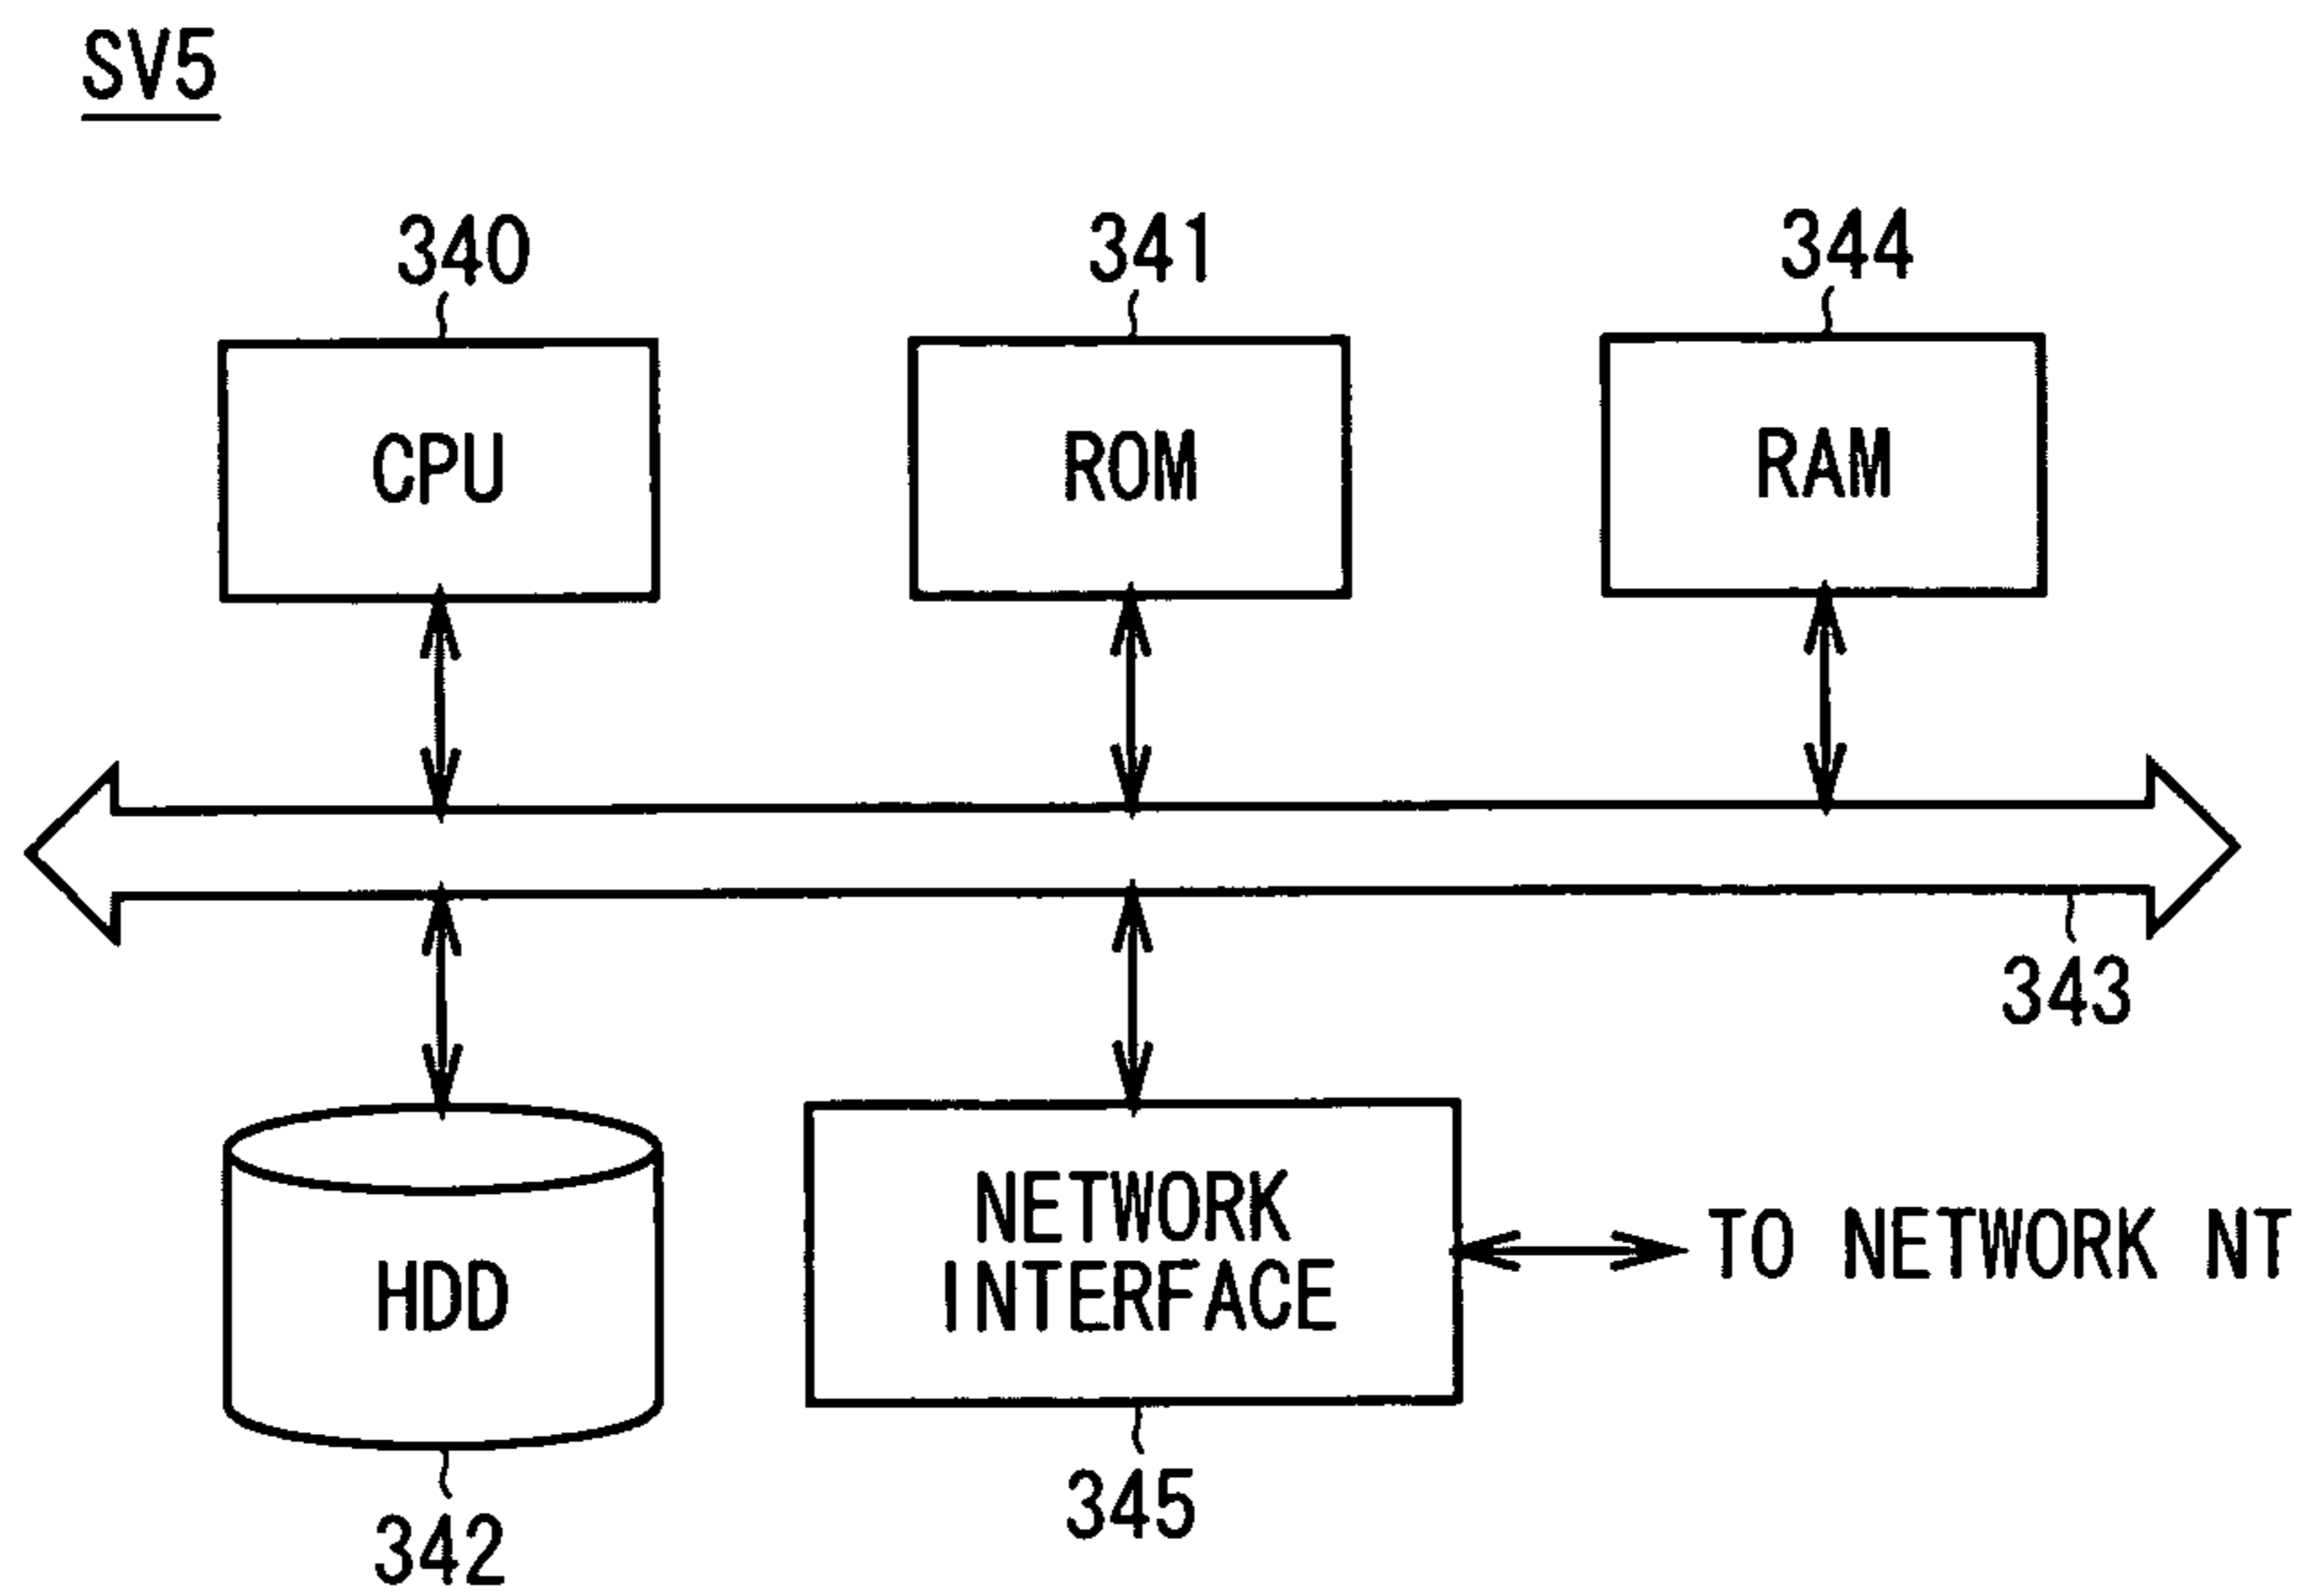 SV5
340
341
344
CPU
ROM
RAM
343
HDD
NETWORK
INTERFACE
TO NETWORK NT
342
345